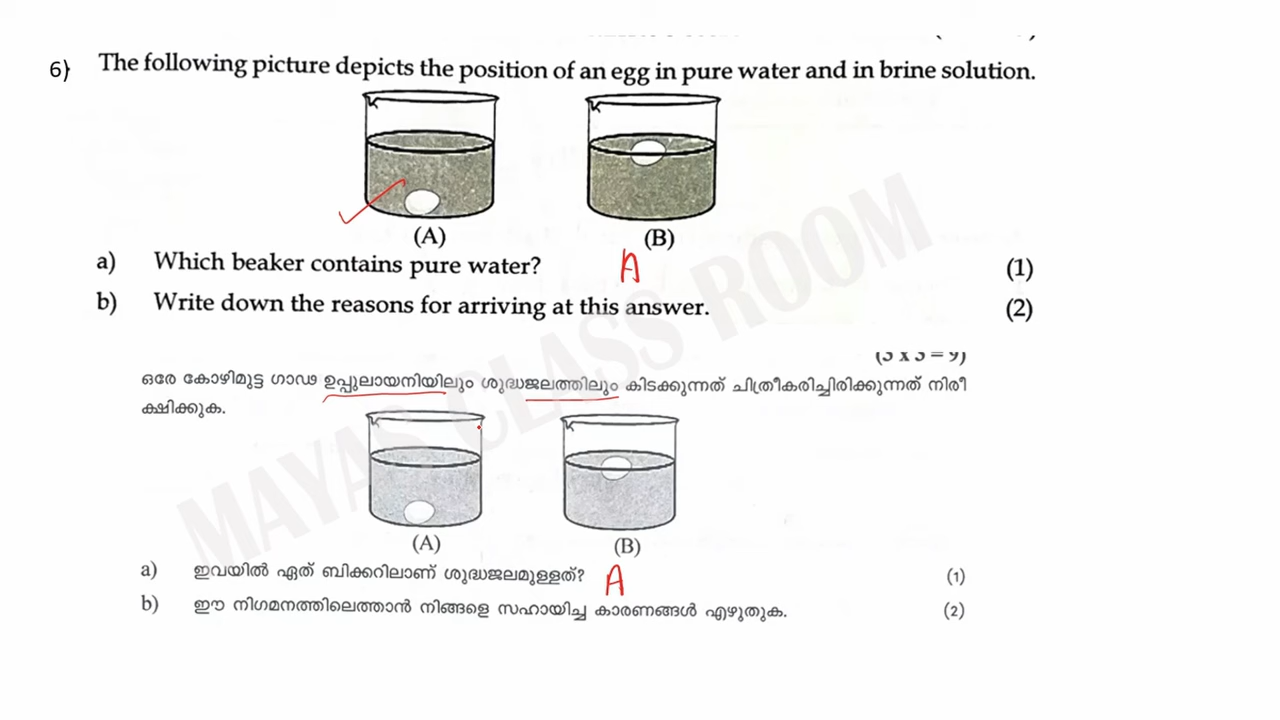 6) The following picture depicts the position of an egg in pure water and in brine solution.
(A) (B)
a) Which beaker contains pure water? A (1)
b) Write down the reasons for arriving at this answer. (2)
(3 x 3 = 9)
ഒരേ കോഴിമുട്ട ഗാഢ ഉപ്പുലായനിയിലും ശുദ്ധജലത്തിലും കിടക്കുന്നത് ചിത്രീകരിച്ചിരിക്കുന്നത് നിരീ
ക്ഷിക്കുക.
(A) (B)
a) ഇവയിൽ ഏത് ബിക്കറിലാണ് ശുദ്ധജലമുള്ളത്? A (1)
b) ഈ നിഗമനത്തിലെത്താൻ നിങ്ങളെ സഹായിച്ച കാരണങ്ങൾ എഴുതുക. (2)
MAYAS CLASS ROOM